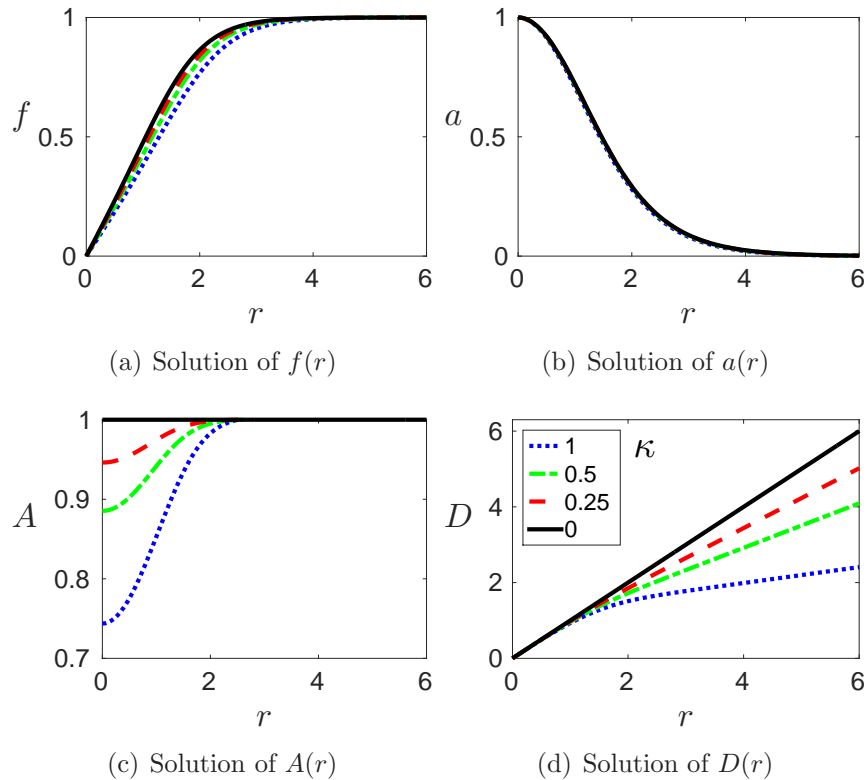 1
f
0.5
0
0 2 4 6
r
(a) Solution of f(r)
1
a
0.5
0
0 2 4 6
r
(b) Solution of a(r)
1
0.9
A
0.8
0.7
0 2 4 6
r
(c) Solution of A(r)
6
4
D
2
0
1
κ
0.5
0.25
0
0 2 4 6
r
(d) Solution of D(r)